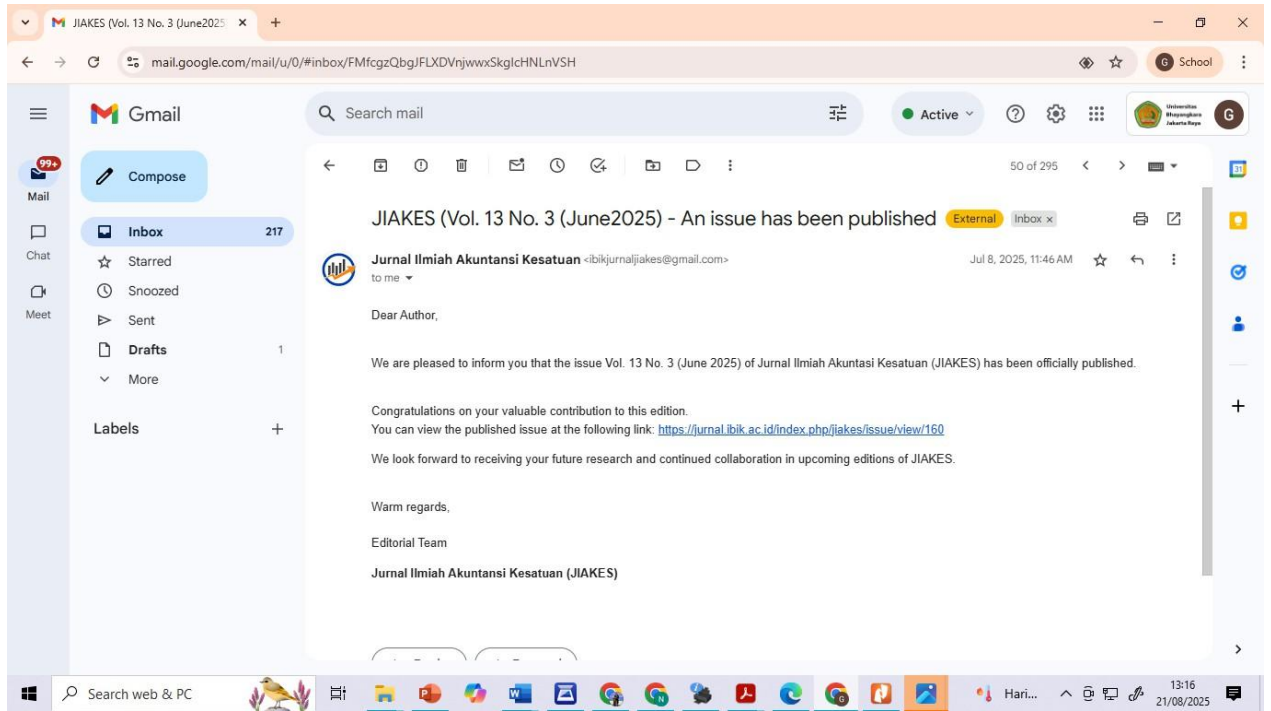 JIAKES (Vol. 13 No. 3 (June2025)
mail.google.com/mail/u/0/#inbox/FMfcgzQbgJFLXDVnjwwxSkglcHNLnVSH
G School
Gmail
Search mail
Active
Universitas
Bhayangkara
Jakarta Raya
G
99+
Mail
Chat
Meet
Compose
Inbox 217
Starred
Snoozed
Sent
Drafts 1
More
Labels
50 of 295
31
JIAKES (Vol. 13 No. 3 (June2025) - An issue has been published External Inbox x
Jurnal Ilmiah Akuntansi Kesatuan <ibikjurnaljiakes@gmail.com> Jul 8, 2025, 11:46 AM
to me
Dear Author,
We are pleased to inform you that the issue Vol. 13 No. 3 (June 2025) of Jurnal Ilmiah Akuntasi Kesatuan (JIAKES) has been officially published.
Congratulations on your valuable contribution to this edition.
You can view the published issue at the following link: https://jurnal.ibik.ac.id/index.php/jiakes/issue/view/160
We look forward to receiving your future research and continued collaboration in upcoming editions of JIAKES.
Warm regards,
Editorial Team
Jurnal Ilmiah Akuntansi Kesatuan (JIAKES)
Search web & PC
Hari...
13:16
21/08/2025